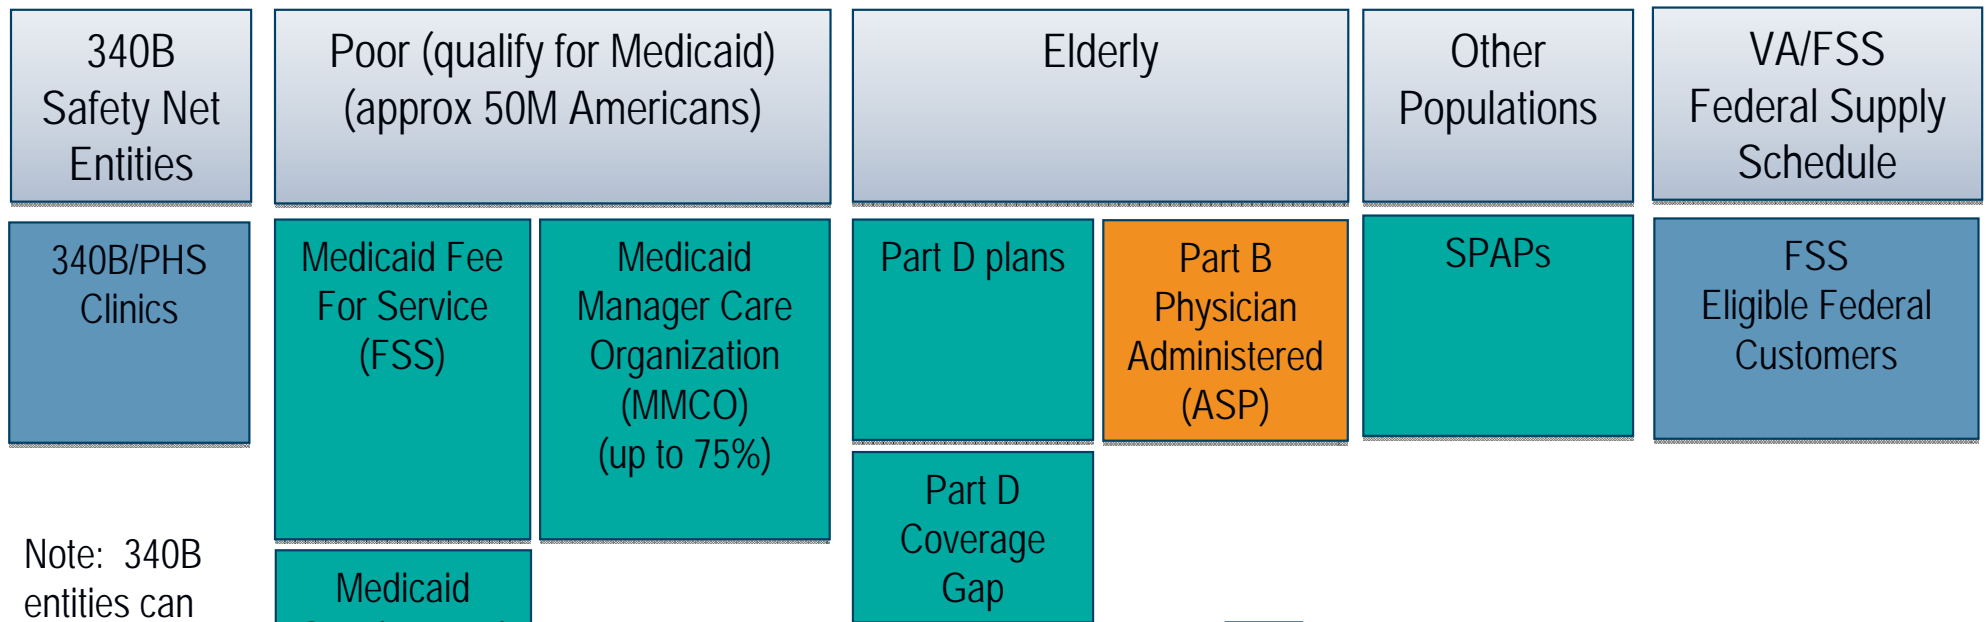 340B
Safety Net
Entities
Poor (qualify for Medicaid)
(approx 50M Americans)
Elderly
Other
Populations
VA/FSS
Federal Supply
Schedule
340B/PHS
Clinics
Medicaid Fee
For Service
(FSS)
Medicaid
Manager Care
Organization
(MMCO)
(up to 75%)
Part D plans
Part B
Physician
Administered
(ASP)
SPAPs
FSS
Eligible Federal
Customers
Part D
Coverage
Gap
Note: 340B
entities can
Medicaid